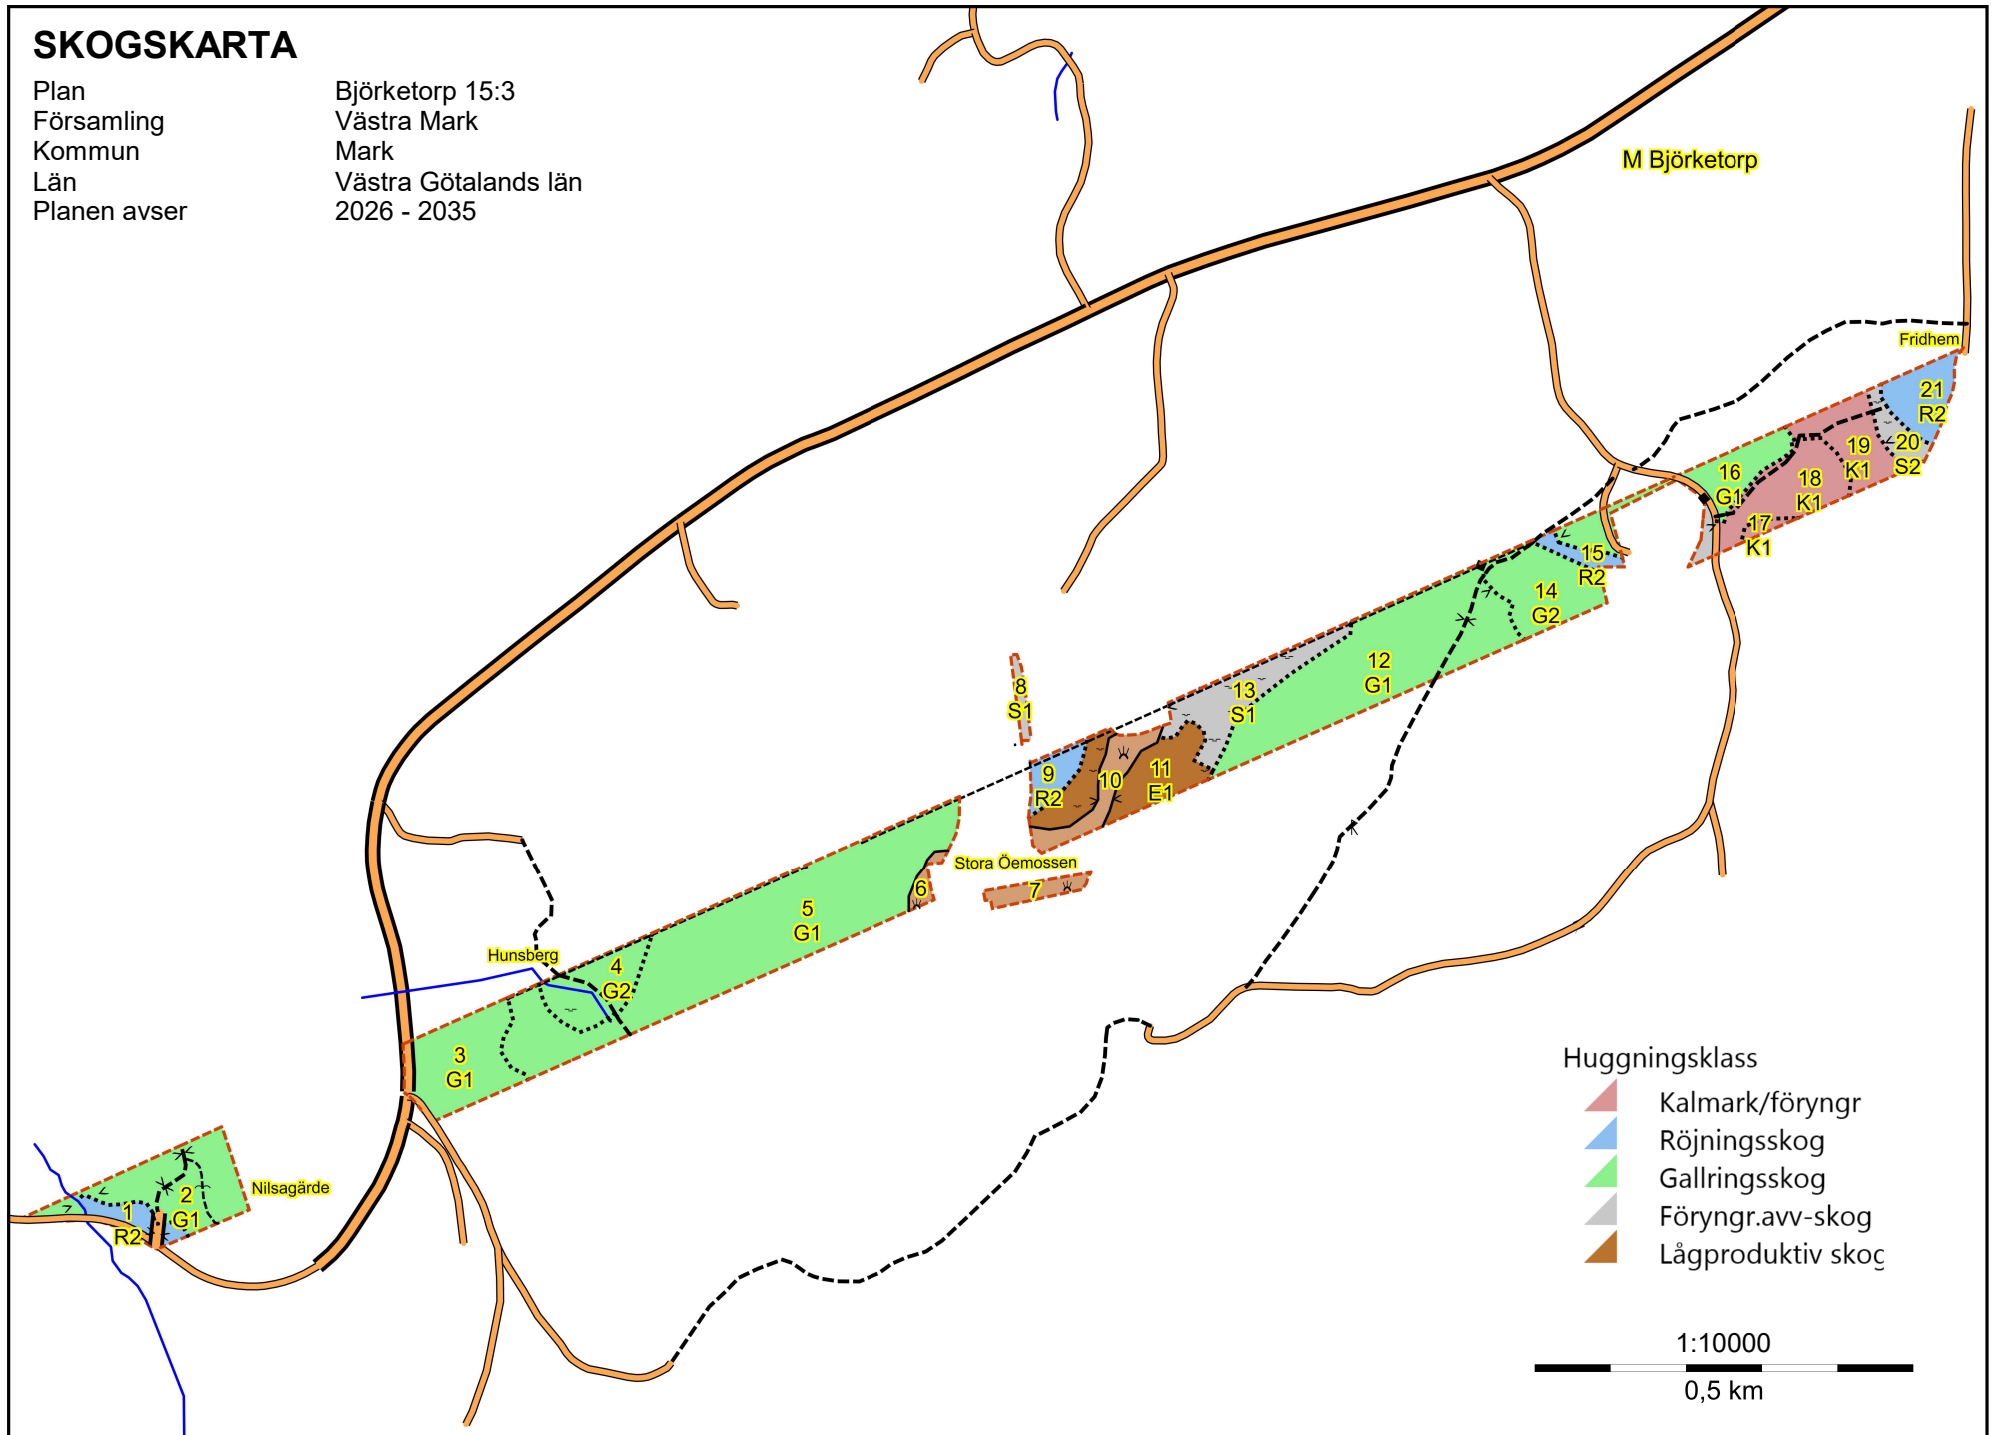 SKOGSKARTA
Plan Björketorp 15:3
Församling Västra Mark
Kommun Mark
Län Västra Götalands län
Planen avser 2026 - 2035
M Björketorp
Fridhem
21
R2
20
S2
19
K1
18
K1
17
K1
16
G1
15
R2
14
G2
12
G1
13
S1
8
S1
9
R2
10
11
E1
Stora Öemossen
7
6
5
G1
Hunsberg
4
G2
3
G1
Nilsagärde
2
G1
1
R2
Huggningsklass
Kalmark/föryngr
Röjningsskog
Gallringsskog
Föryngr.avv-skog
Lågproduktiv skog
1:10000
0,5 km